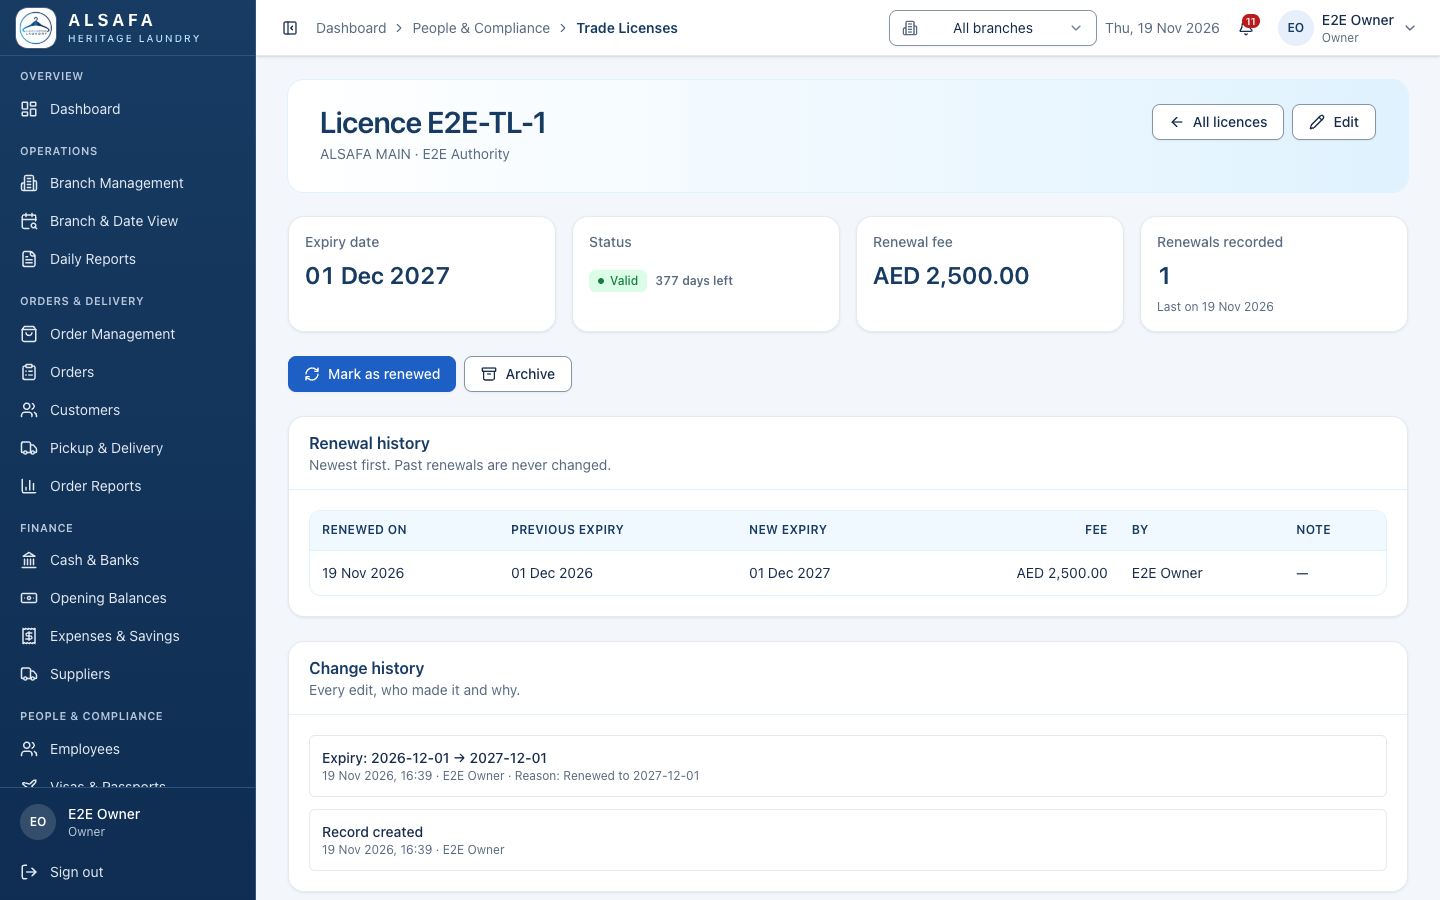 ALSAFA
HERITAGE LAUNDRY
OVERVIEW
Dashboard
OPERATIONS
Branch Management
Branch & Date View
Daily Reports
ORDERS & DELIVERY
Order Management
Orders
Customers
Pickup & Delivery
Order Reports
FINANCE
Cash & Banks
Opening Balances
Expenses & Savings
Suppliers
PEOPLE & COMPLIANCE
Employees
Visas & Passports
EO E2E Owner
Owner
Sign out
Dashboard > People & Compliance > Trade Licenses
All branches
Thu, 19 Nov 2026
11
EO E2E Owner
Owner
Licence E2E-TL-1
ALSAFA MAIN · E2E Authority
← All licences
Edit
Expiry date
01 Dec 2027
Status
● Valid 377 days left
Renewal fee
AED 2,500.00
Renewals recorded
1
Last on 19 Nov 2026
Mark as renewed
Archive
Renewal history
Newest first. Past renewals are never changed.
RENEWED ON PREVIOUS EXPIRY NEW EXPIRY FEE BY NOTE
19 Nov 2026 01 Dec 2026 01 Dec 2027 AED 2,500.00 E2E Owner —
Change history
Every edit, who made it and why.
Expiry: 2026-12-01 → 2027-12-01
19 Nov 2026, 16:39 · E2E Owner · Reason: Renewed to 2027-12-01
Record created
19 Nov 2026, 16:39 · E2E Owner